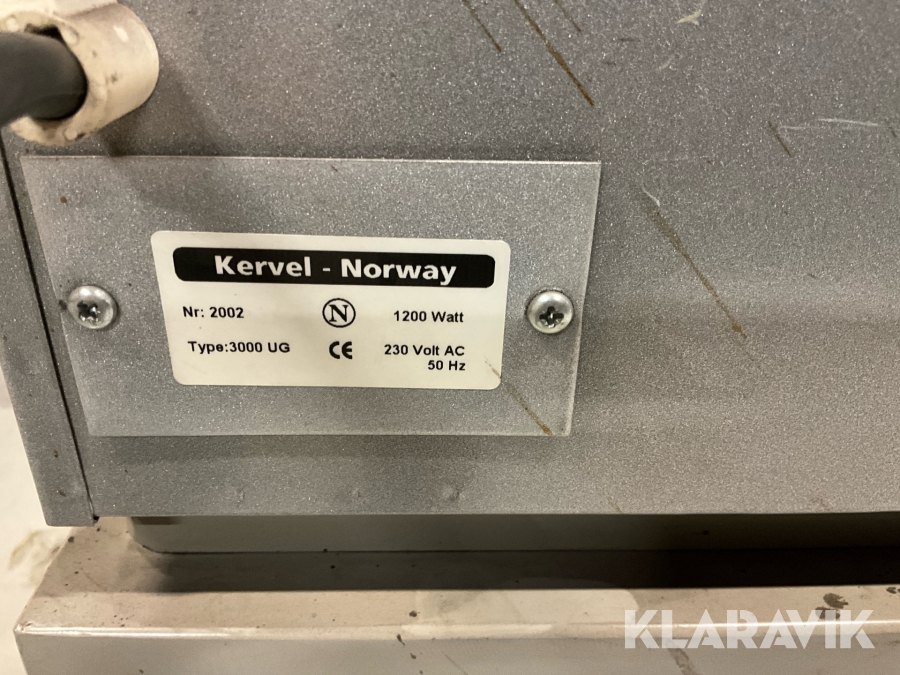 Kervel - Norway
Nr: 2002 N 1200 Watt
Type:3000 UG CE 230 Volt AC
50 Hz
KLARAVIK